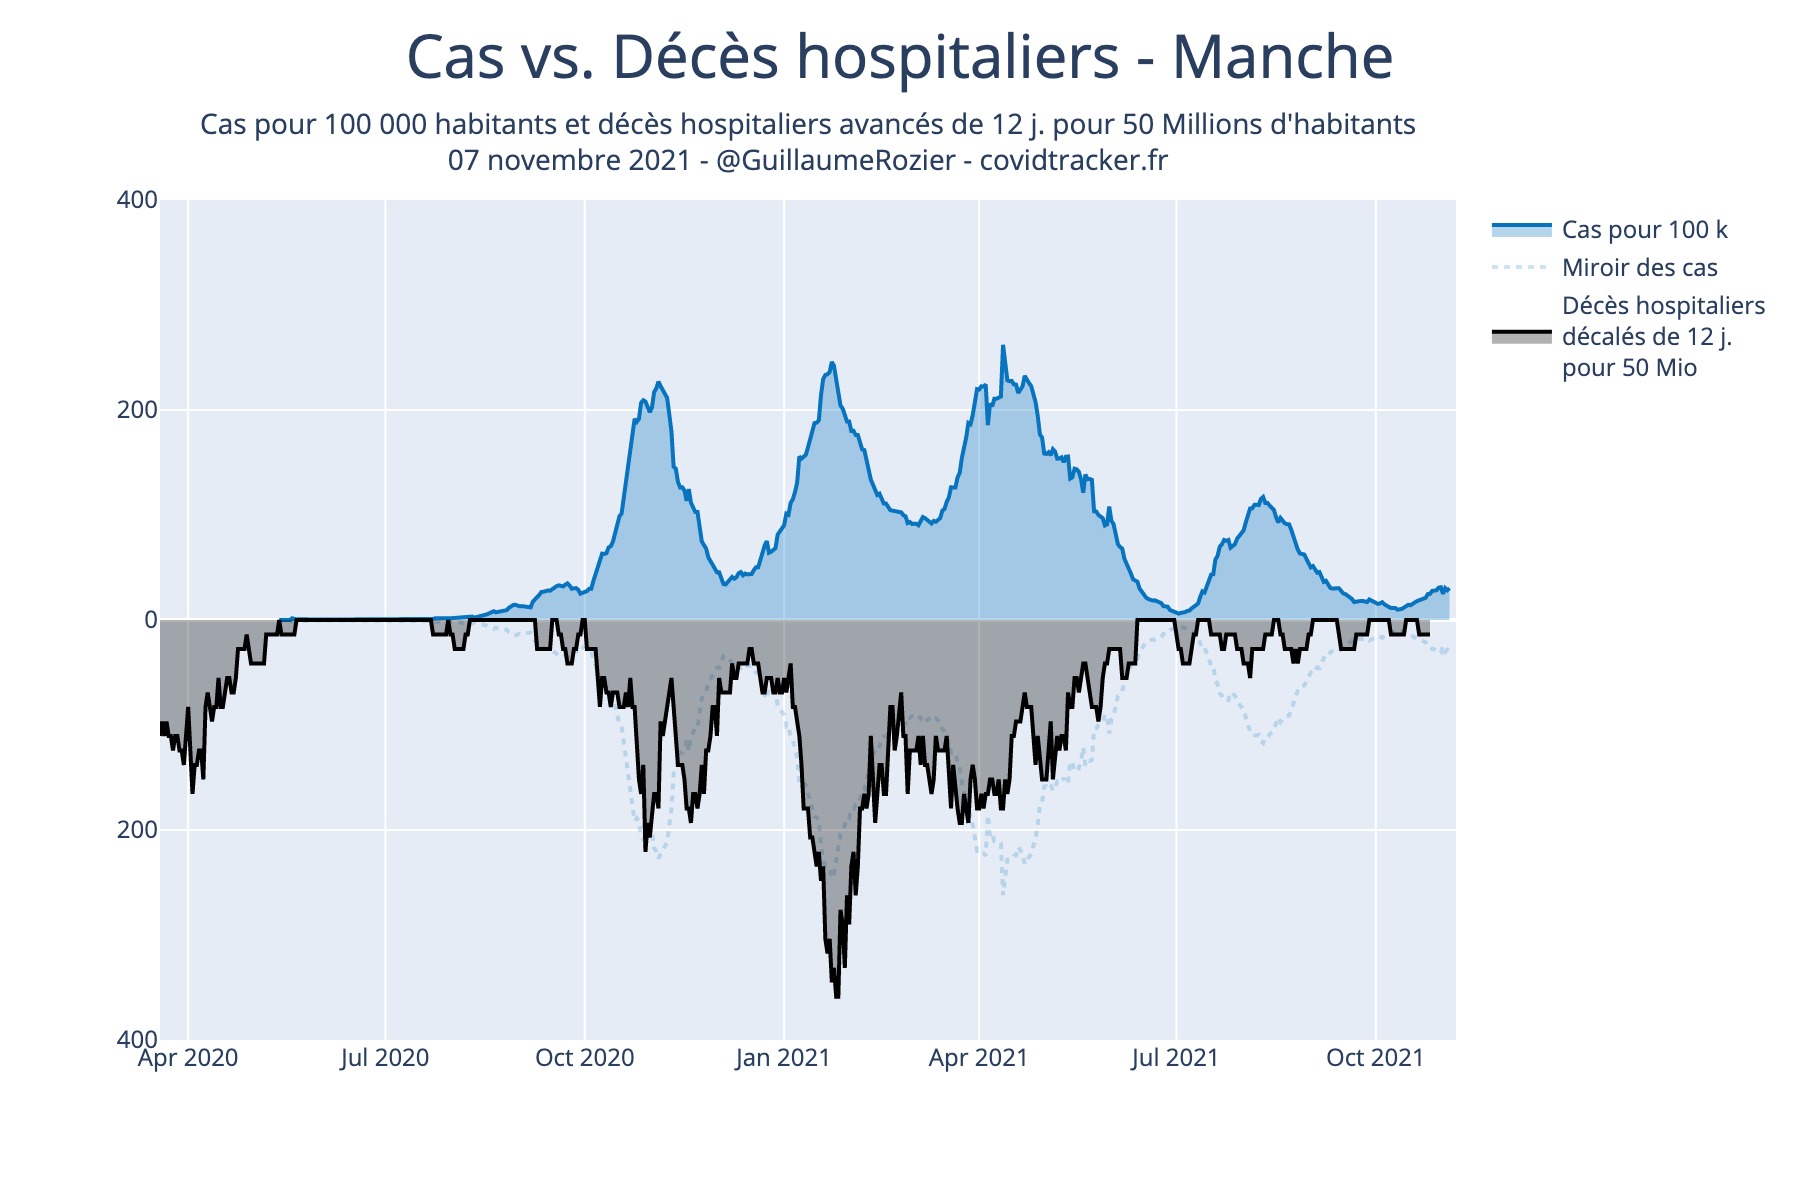 Cas vs. Décès hospitaliers - Manche
Cas pour 100 000 habitants et décès hospitaliers avancés de 12 j. pour 50 Millions d'habitants
07 novembre 2021 - @GuillaumeRozier - covidtracker.fr
400
200
0
200
400
Apr 2020
Jul 2020
Oct 2020
Jan 2021
Apr 2021
Jul 2021
Oct 2021
Cas pour 100 k
Miroir des cas
Décès hospitaliers
décalés de 12 j.
pour 50 Mio